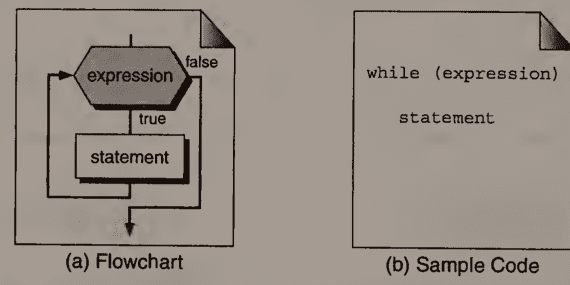 expression
false
true
statement
(a) Flowchart
while (expression)
statement
(b) Sample Code